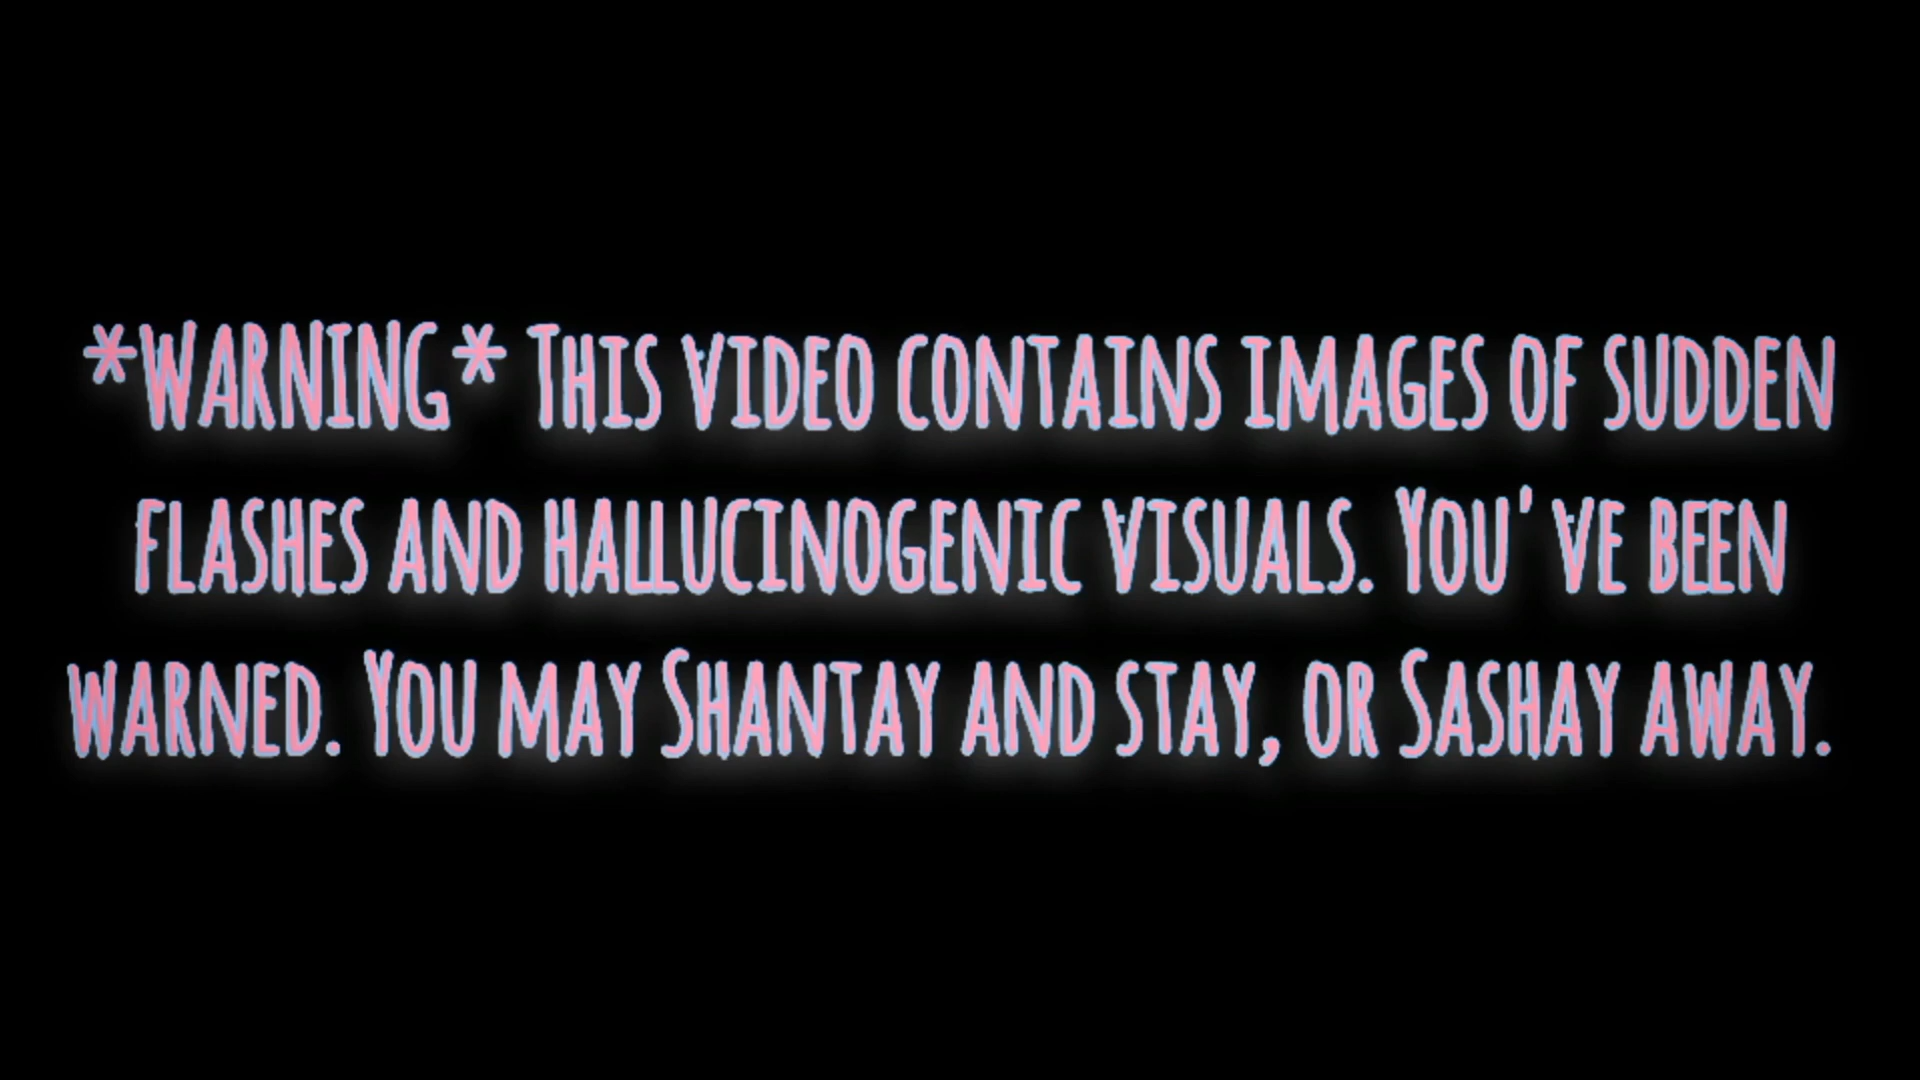 *WARNING* This video contains images of sudden
flashes and hallucinogenic visuals. You've been
warned. You may Shantay and stay, or Sashay away.